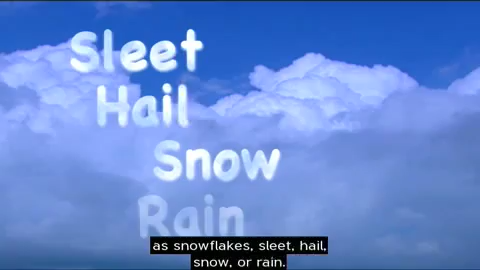 Sleet
Hail
Snow
Rain
as snowflakes, sleet, hail,
snow, or rain.